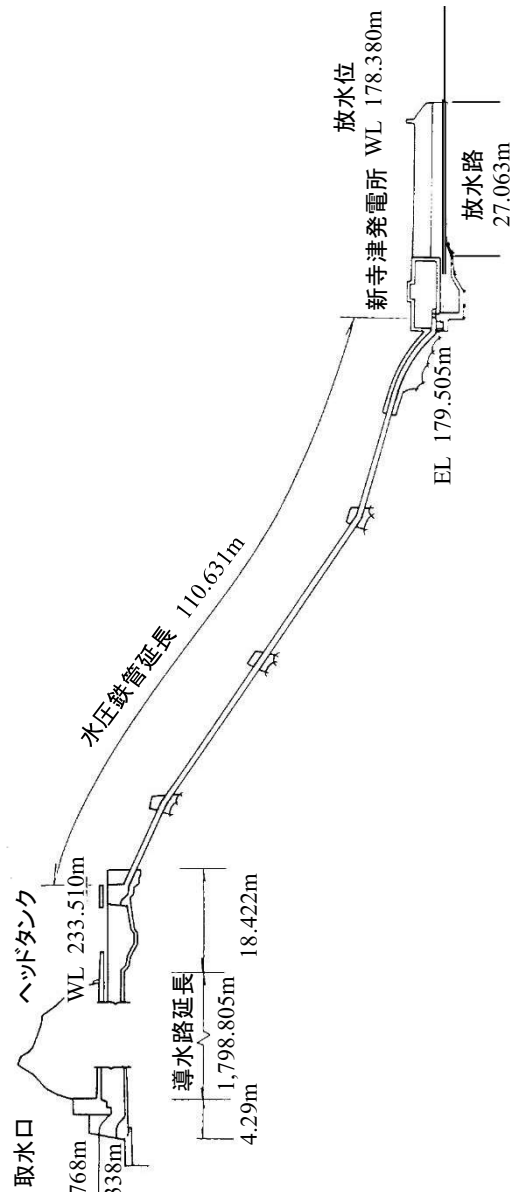 取水口
768m
338m
4.29m
導水路延長
1,798.805m
18.422m
ヘッドタンク
WL 233.510m
水圧鉄管延長 110.631m
EL 179.505m
新寺津発電所
放水位
WL 178.380m
放水路
27.063m